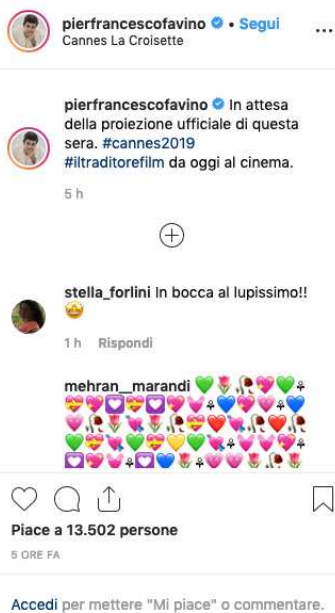 pierfrancescofavino • Segui
Cannes La Croisette
pierfrancescofavino In attesa
della proiezione ufficiale di questa
sera. #cannes2019
#iltraditorefilm da oggi al cinema.
5 h
stella_forlini In bocca al lupissimo!!
🤩
1 h Rispondi
mehran__marandi
Piace a 13.502 persone
5 ORE FA
Accedi per mettere "Mi piace" o commentare.